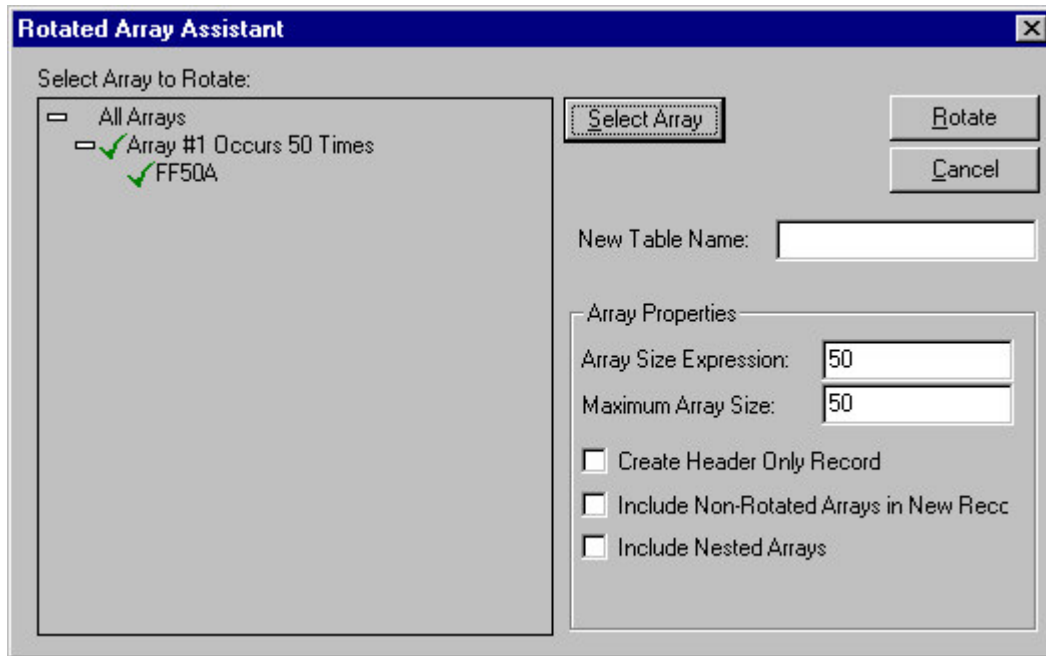 Rotated Array Assistant
Select Array to Rotate:
All Arrays
Array #1 Occurs 50 Times
FF50A
Select Array
Rotate
Cancel
New Table Name:
Array Properties
Array Size Expression: 50
Maximum Array Size: 50
Create Header Only Record
Include Non-Rotated Arrays in New Recc
Include Nested Arrays